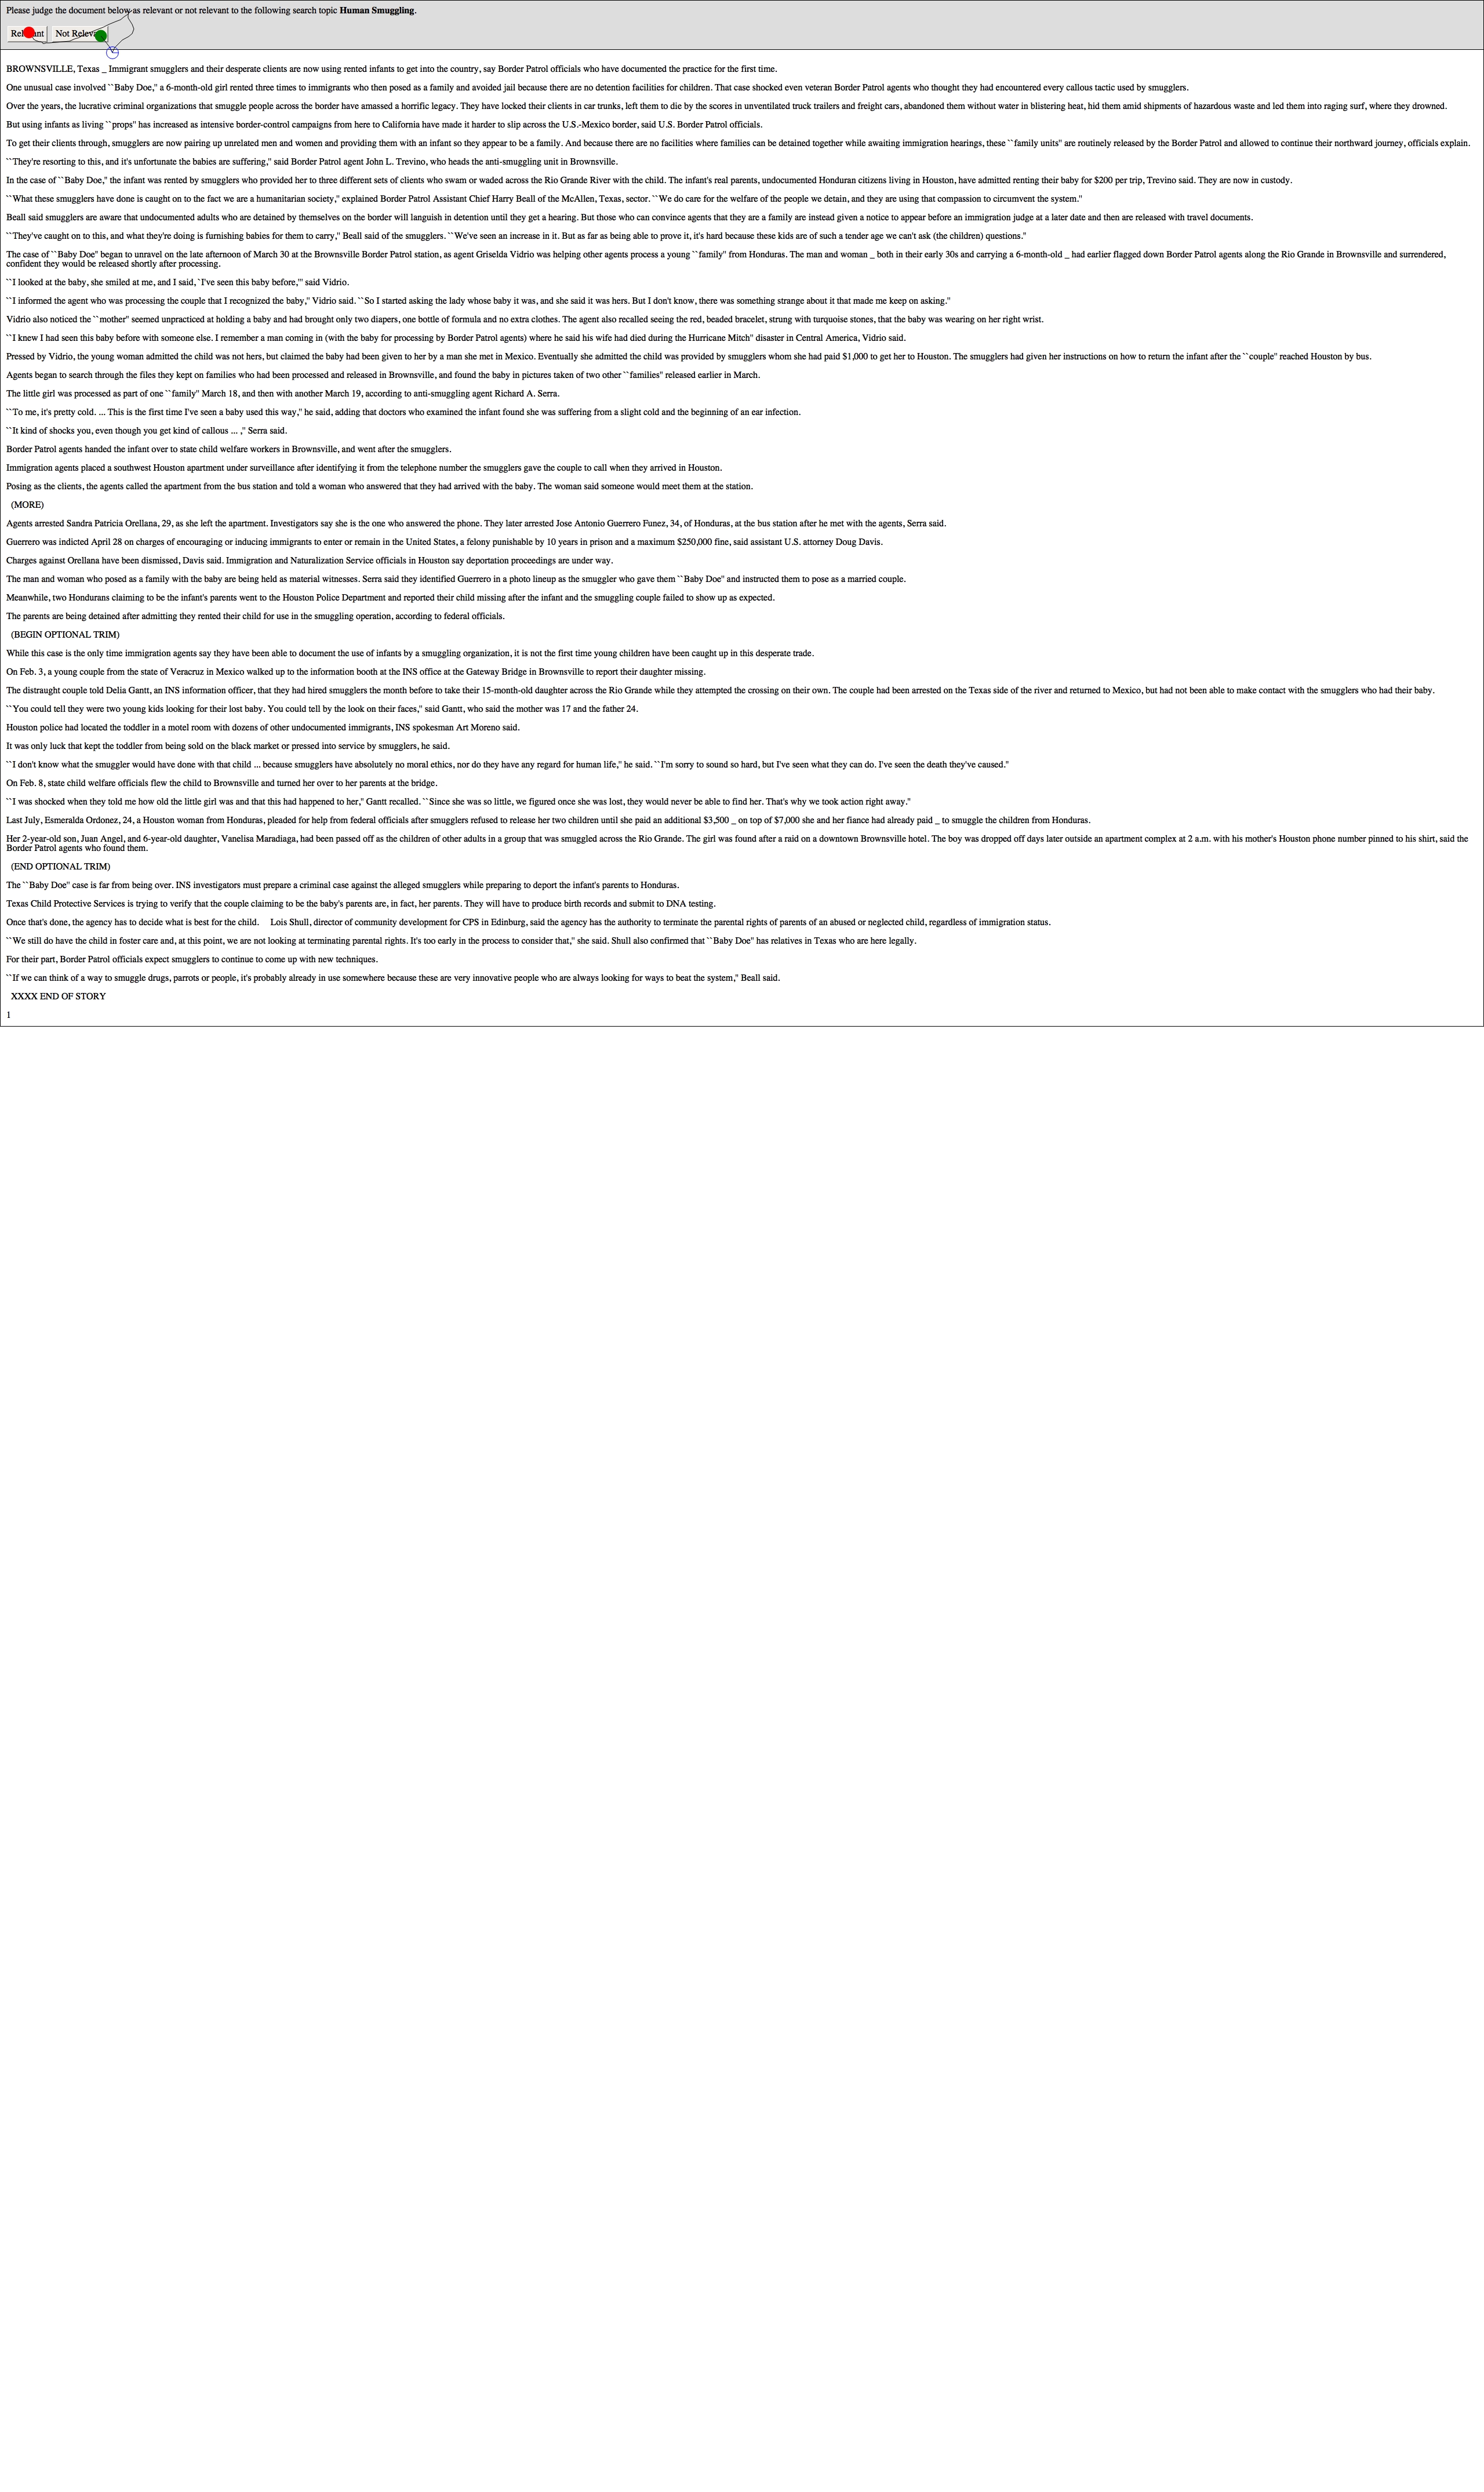 Please judge the document below as relevant or not relevant to the following search topic Human Smuggling.
Relevant Not Relevant
BROWNSVILLE, Texas _ Immigrant smugglers and their desperate clients are now using rented infants to get into the country, say Border Patrol officials who have documented the practice for the first time.
One unusual case involved ``Baby Doe,'' a 6-month-old girl rented three times to immigrants who then posed as a family and avoided jail because there are no detention facilities for children. That case shocked even veteran Border Patrol agents who thought they had encountered every callous tactic used by smugglers.
Over the years, the lucrative criminal organizations that smuggle people across the border have amassed a horrific legacy. They have locked their clients in car trunks, left them to die by the scores in unventilated truck trailers and freight cars, abandoned them without water in blistering heat, hid them amid shipments of hazardous waste and led them into raging surf, where they drowned.
But using infants as living ``props'' has increased as intensive border-control campaigns from here to California have made it harder to slip across the U.S.-Mexico border, said U.S. Border Patrol officials.
To get their clients through, smugglers are now pairing up unrelated men and women and providing them with an infant so they appear to be a family. And because there are no facilities where families can be detained together while awaiting immigration hearings, these ``family units'' are routinely released by the Border Patrol and allowed to continue their northward journey, officials explain.
``They're resorting to this, and it's unfortunate the babies are suffering,'' said Border Patrol agent John L. Trevino, who heads the anti-smuggling unit in Brownsville.
In the case of ``Baby Doe,'' the infant was rented by smugglers who provided her to three different sets of clients who swam or waded across the Rio Grande River with the child. The infant's real parents, undocumented Honduran citizens living in Houston, have admitted renting their baby for $200 per trip, Trevino said. They are now in custody.
``What these smugglers have done is caught on to the fact we are a humanitarian society,'' explained Border Patrol Assistant Chief Harry Beall of the McAllen, Texas, sector. ``We do care for the welfare of the people we detain, and they are using that compassion to circumvent the system.''
Beall said smugglers are aware that undocumented adults who are detained by themselves on the border will languish in detention until they get a hearing. But those who can convince agents that they are a family are instead given a notice to appear before an immigration judge at a later date and then are released with travel documents.
``They've caught on to this, and what they're doing is furnishing babies for them to carry,'' Beall said of the smugglers. ``We've seen an increase in it. But as far as being able to prove it, it's hard because these kids are of such a tender age we can't ask (the children) questions.''
The case of ``Baby Doe'' began to unravel on the late afternoon of March 30 at the Brownsville Border Patrol station, as agent Griselda Vidrio was helping other agents process a young ``family'' from Honduras. The man and woman _ both in their early 30s and carrying a 6-month-old _ had earlier flagged down Border Patrol agents along the Rio Grande in Brownsville and surrendered,
confident they would be released shortly after processing.
``I looked at the baby, she smiled at me, and I said, `I've seen this baby before,''' said Vidrio.
``I informed the agent who was processing the couple that I recognized the baby,'' Vidrio said. ``So I started asking the lady whose baby it was, and she said it was hers. But I don't know, there was something strange about it that made me keep on asking.''
Vidrio also noticed the ``mother'' seemed unpracticed at holding a baby and had brought only two diapers, one bottle of formula and no extra clothes. The agent also recalled seeing the red, beaded bracelet, strung with turquoise stones, that the baby was wearing on her right wrist.
``I knew I had seen this baby before with someone else. I remember a man coming in (with the baby for processing by Border Patrol agents) where he said his wife had died during the Hurricane Mitch'' disaster in Central America, Vidrio said.
Pressed by Vidrio, the young woman admitted the child was not hers, but claimed the baby had been given to her by a man she met in Mexico. Eventually she admitted the child was provided by smugglers whom she had paid $1,000 to get her to Houston. The smugglers had given her instructions on how to return the infant after the ``couple'' reached Houston by bus.
Agents began to search through the files they kept on families who had been processed and released in Brownsville, and found the baby in pictures taken of two other ``families'' released earlier in March.
The little girl was processed as part of one ``family'' March 18, and then with another March 19, according to anti-smuggling agent Richard A. Serra.
``To me, it's pretty cold. ... This is the first time I've seen a baby used this way,'' he said, adding that doctors who examined the infant found she was suffering from a slight cold and the beginning of an ear infection.
``It kind of shocks you, even though you get kind of callous ... ,'' Serra said.
Border Patrol agents handed the infant over to state child welfare workers in Brownsville, and went after the smugglers.
Immigration agents placed a southwest Houston apartment under surveillance after identifying it from the telephone number the smugglers gave the couple to call when they arrived in Houston.
Posing as the clients, the agents called the apartment from the bus station and told a woman who answered that they had arrived with the baby. The woman said someone would meet them at the station.
(MORE)
Agents arrested Sandra Patricia Orellana, 29, as she left the apartment. Investigators say she is the one who answered the phone. They later arrested Jose Antonio Guerrero Funez, 34, of Honduras, at the bus station after he met with the agents, Serra said.
Guerrero was indicted April 28 on charges of encouraging or inducing immigrants to enter or remain in the United States, a felony punishable by 10 years in prison and a maximum $250,000 fine, said assistant U.S. attorney Doug Davis.
Charges against Orellana have been dismissed, Davis said. Immigration and Naturalization Service officials in Houston say deportation proceedings are under way.
The man and woman who posed as a family with the baby are being held as material witnesses. Serra said they identified Guerrero in a photo lineup as the smuggler who gave them ``Baby Doe'' and instructed them to pose as a married couple.
Meanwhile, two Hondurans claiming to be the infant's parents went to the Houston Police Department and reported their child missing after the infant and the smuggling couple failed to show up as expected.
The parents are being detained after admitting they rented their child for use in the smuggling operation, according to federal officials.
(BEGIN OPTIONAL TRIM)
While this case is the only time immigration agents say they have been able to document the use of infants by a smuggling organization, it is not the first time young children have been caught up in this desperate trade.
On Feb. 3, a young couple from the state of Veracruz in Mexico walked up to the information booth at the INS office at the Gateway Bridge in Brownsville to report their daughter missing.
The distraught couple told Delia Gantt, an INS information officer, that they had hired smugglers the month before to take their 15-month-old daughter across the Rio Grande while they attempted the crossing on their own. The couple had been arrested on the Texas side of the river and returned to Mexico, but had not been able to make contact with the smugglers who had their baby.
``You could tell they were two young kids looking for their lost baby. You could tell by the look on their faces,'' said Gantt, who said the mother was 17 and the father 24.
Houston police had located the toddler in a motel room with dozens of other undocumented immigrants, INS spokesman Art Moreno said.
It was only luck that kept the toddler from being sold on the black market or pressed into service by smugglers, he said.
``I don't know what the smuggler would have done with that child ... because smugglers have absolutely no moral ethics, nor do they have any regard for human life,'' he said. ``I'm sorry to sound so hard, but I've seen what they can do. I've seen the death they've caused.''
On Feb. 8, state child welfare officials flew the child to Brownsville and turned her over to her parents at the bridge.
``I was shocked when they told me how old the little girl was and that this had happened to her,'' Gantt recalled. ``Since she was so little, we figured once she was lost, they would never be able to find her. That's why we took action right away.''
Last July, Esmeralda Ordonez, 24, a Houston woman from Honduras, pleaded for help from federal officials after smugglers refused to release her two children until she paid an additional $3,500 _ on top of $7,000 she and her fiance had already paid _ to smuggle the children from Honduras.
Her 2-year-old son, Juan Angel, and 6-year-old daughter, Vanelisa Maradiaga, had been passed off as the children of other adults in a group that was smuggled across the Rio Grande. The girl was found after a raid on a downtown Brownsville hotel. The boy was dropped off days later outside an apartment complex at 2 a.m. with his mother's Houston phone number pinned to his shirt, said the
Border Patrol agents who found them.
(END OPTIONAL TRIM)
The ``Baby Doe'' case is far from being over. INS investigators must prepare a criminal case against the alleged smugglers while preparing to deport the infant's parents to Honduras.
Texas Child Protective Services is trying to verify that the couple claiming to be the baby's parents are, in fact, her parents. They will have to produce birth records and submit to DNA testing.
Once that's done, the agency has to decide what is best for the child. Lois Shull, director of community development for CPS in Edinburg, said the agency has the authority to terminate the parental rights of parents of an abused or neglected child, regardless of immigration status.
``We still do have the child in foster care and, at this point, we are not looking at terminating parental rights. It's too early in the process to consider that,'' she said. Shull also confirmed that ``Baby Doe'' has relatives in Texas who are here legally.
For their part, Border Patrol officials expect smugglers to continue to come up with new techniques.
``If we can think of a way to smuggle drugs, parrots or people, it's probably already in use somewhere because these are very innovative people who are always looking for ways to beat the system,'' Beall said.
XXXX END OF STORY
1